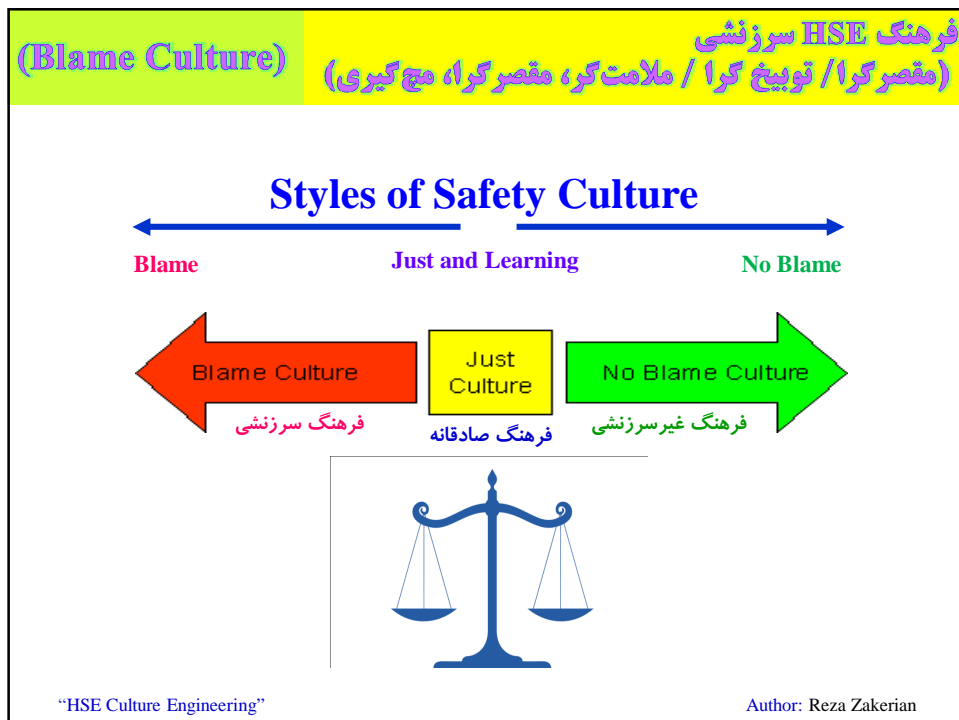 (Blame Culture)
فرهنگ HSE سرزنشی
(مقصرگرا/ توبیخ گرا / ملامت‌گر، مقصرگرا، مچ‌گیری)
Styles of Safety Culture
Blame
Just and Learning
No Blame
Blame Culture
Just
Culture
No Blame Culture
فرهنگ سرزنشی
فرهنگ صادقانه
فرهنگ غیرسرزنشی
“HSE Culture Engineering”
Author: Reza Zakerian